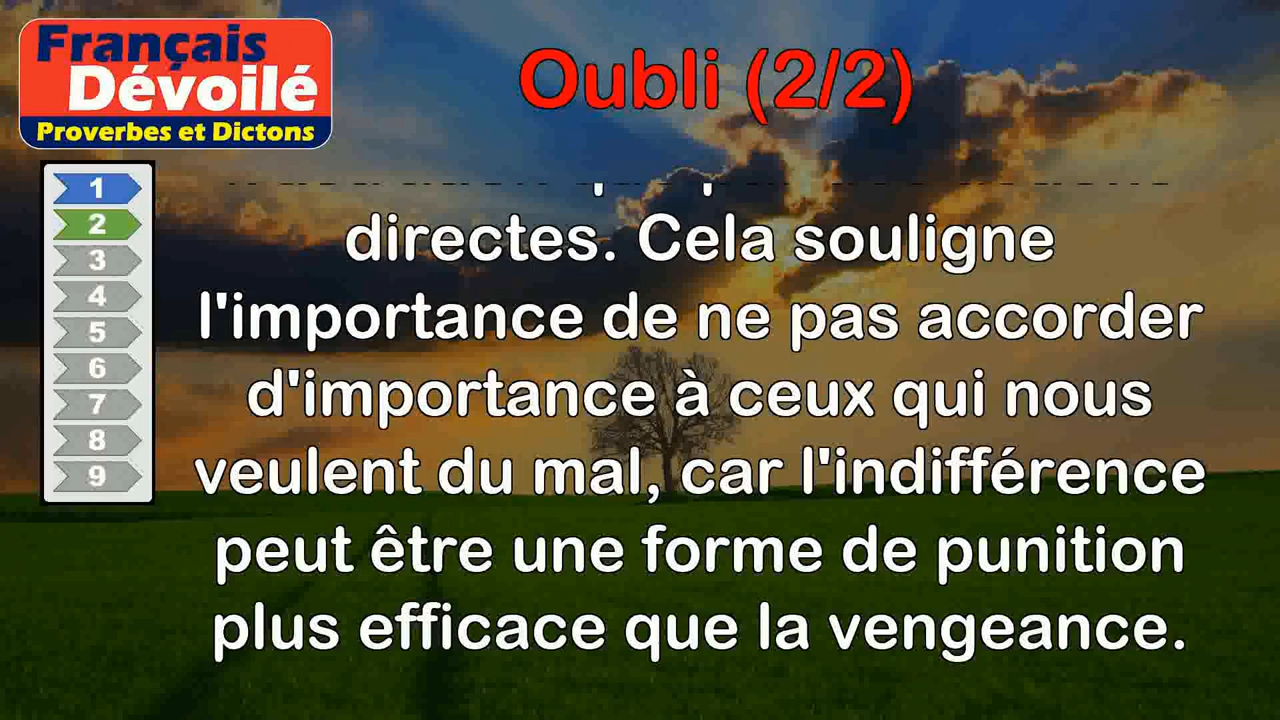 Français
Dévoilé
Proverbes et Dictons
Oubli (2/2)
1
2
3
4
5
6
7
8
9
directes. Cela souligne
l'importance de ne pas accorder
d'importance à ceux qui nous
veulent du mal, car l'indifférence
peut être une forme de punition
plus efficace que la vengeance.